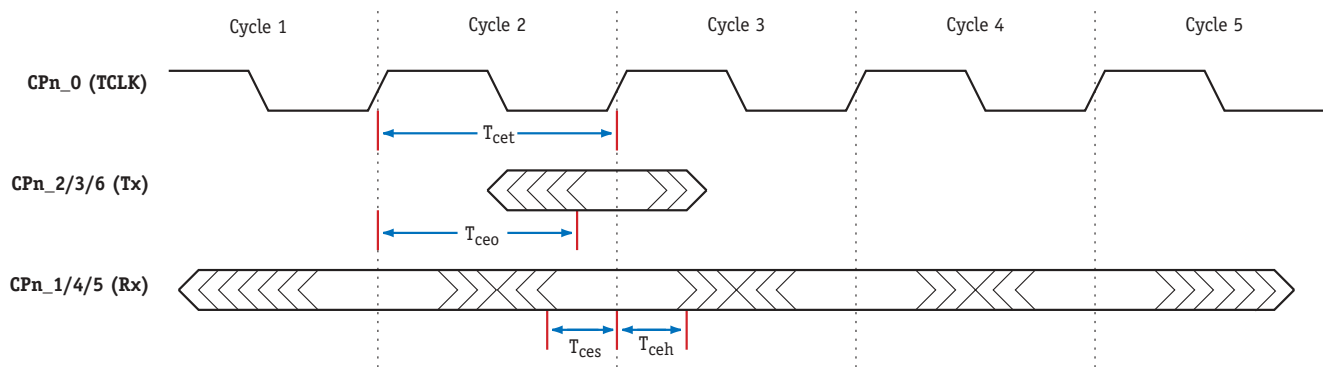 Cycle 1 Cycle 2 Cycle 3 Cycle 4 Cycle 5
CPn_0 (TCLK)
Tcet
CPn_2/3/6 (Tx)
Tceo
CPn_1/4/5 (Rx)
Tces Tceh